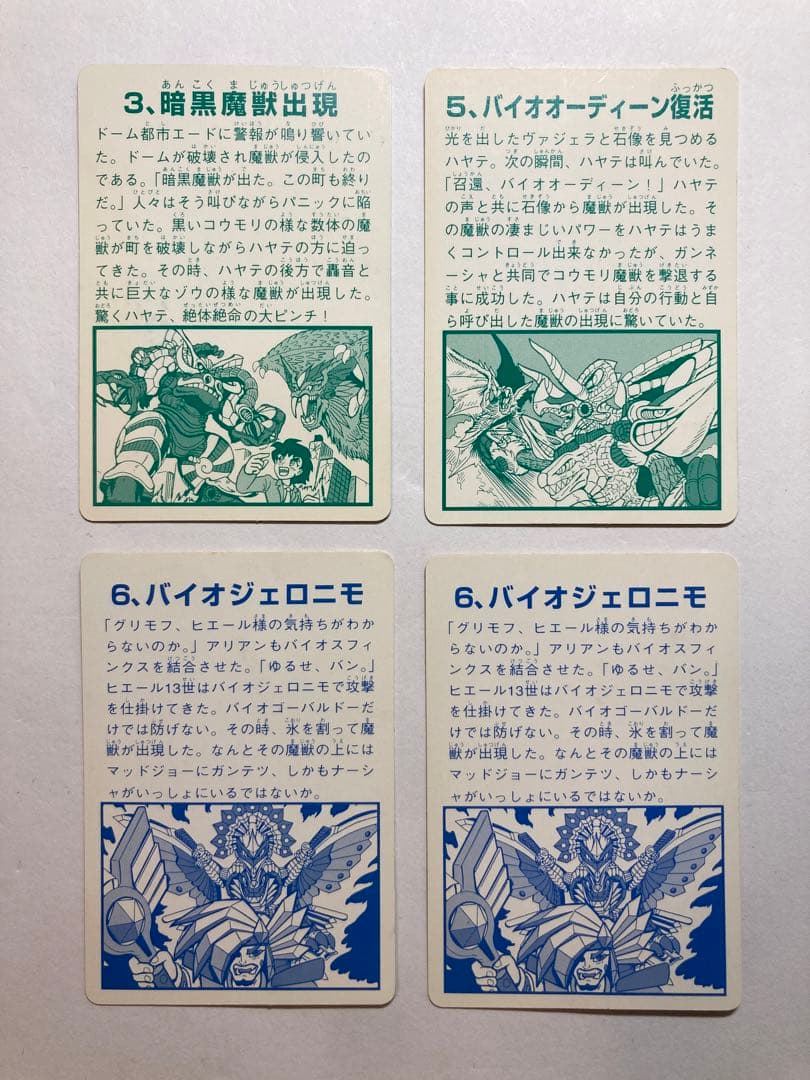 3、暗黒魔獣出現
ドーム都市エードに警報が鳴り響いてい
た。ドームが破壊され魔獣が侵入したの
である。「暗黒魔獣が出た。この町も終り
だ。」人々はそう叫びながらパニックに陥
っていた。黒いコウモリの様な数体の魔
獣が町を破壊しながらハヤテの方に迫っ
てきた。その時、ハヤテの後方で轟音と
共に巨大なゾウの様な魔獣が出現した。
驚くハヤテ、絶体絶命の大ピンチ！
5、バイオオーディーン復活
光を出したヴァジェラと石像を見つめる
ハヤテ。次の瞬間、ハヤテは叫んでいた。
「召還、バイオオーディーン！」ハヤテ
の声と共に石像から魔獣が出現した。そ
の魔獣の凄まじいパワーをハヤテはうま
くコントロール出来なかったが、ガンネ
ーシャと共同でコウモリ魔獣を撃退する
事に成功した。ハヤテは自分の行動と自
ら呼び出した魔獣の出現に驚いていた。
6、バイオジェロニモ
「グリモフ、ヒエール様の気持ちがわか
らないのか。」アリアンもバイオスフィ
ンクスを結合させた。「ゆるせ、バン。」
ヒエール13世はバイオジェロニモで攻撃
を仕掛けてきた。バイオゴーバルドーだ
けでは防げない。その時、氷を割って魔
獣が出現した。なんとその魔獣の上には
マッドジョーにガンテツ、しかもナーシ
ャがいっしょにいるではないか。
6、バイオジェロニモ
「グリモフ、ヒエール様の気持ちがわか
らないのか。」アリアンもバイオスフィ
ンクスを結合させた。「ゆるせ、バン。」
ヒエール13世はバイオジェロニモで攻撃
を仕掛けてきた。バイオゴーバルドーだ
けでは防げない。その時、氷を割って魔
獣が出現した。なんとその魔獣の上には
マッドジョーにガンテツ、しかもナーシ
ャがいっしょにいるではないか。